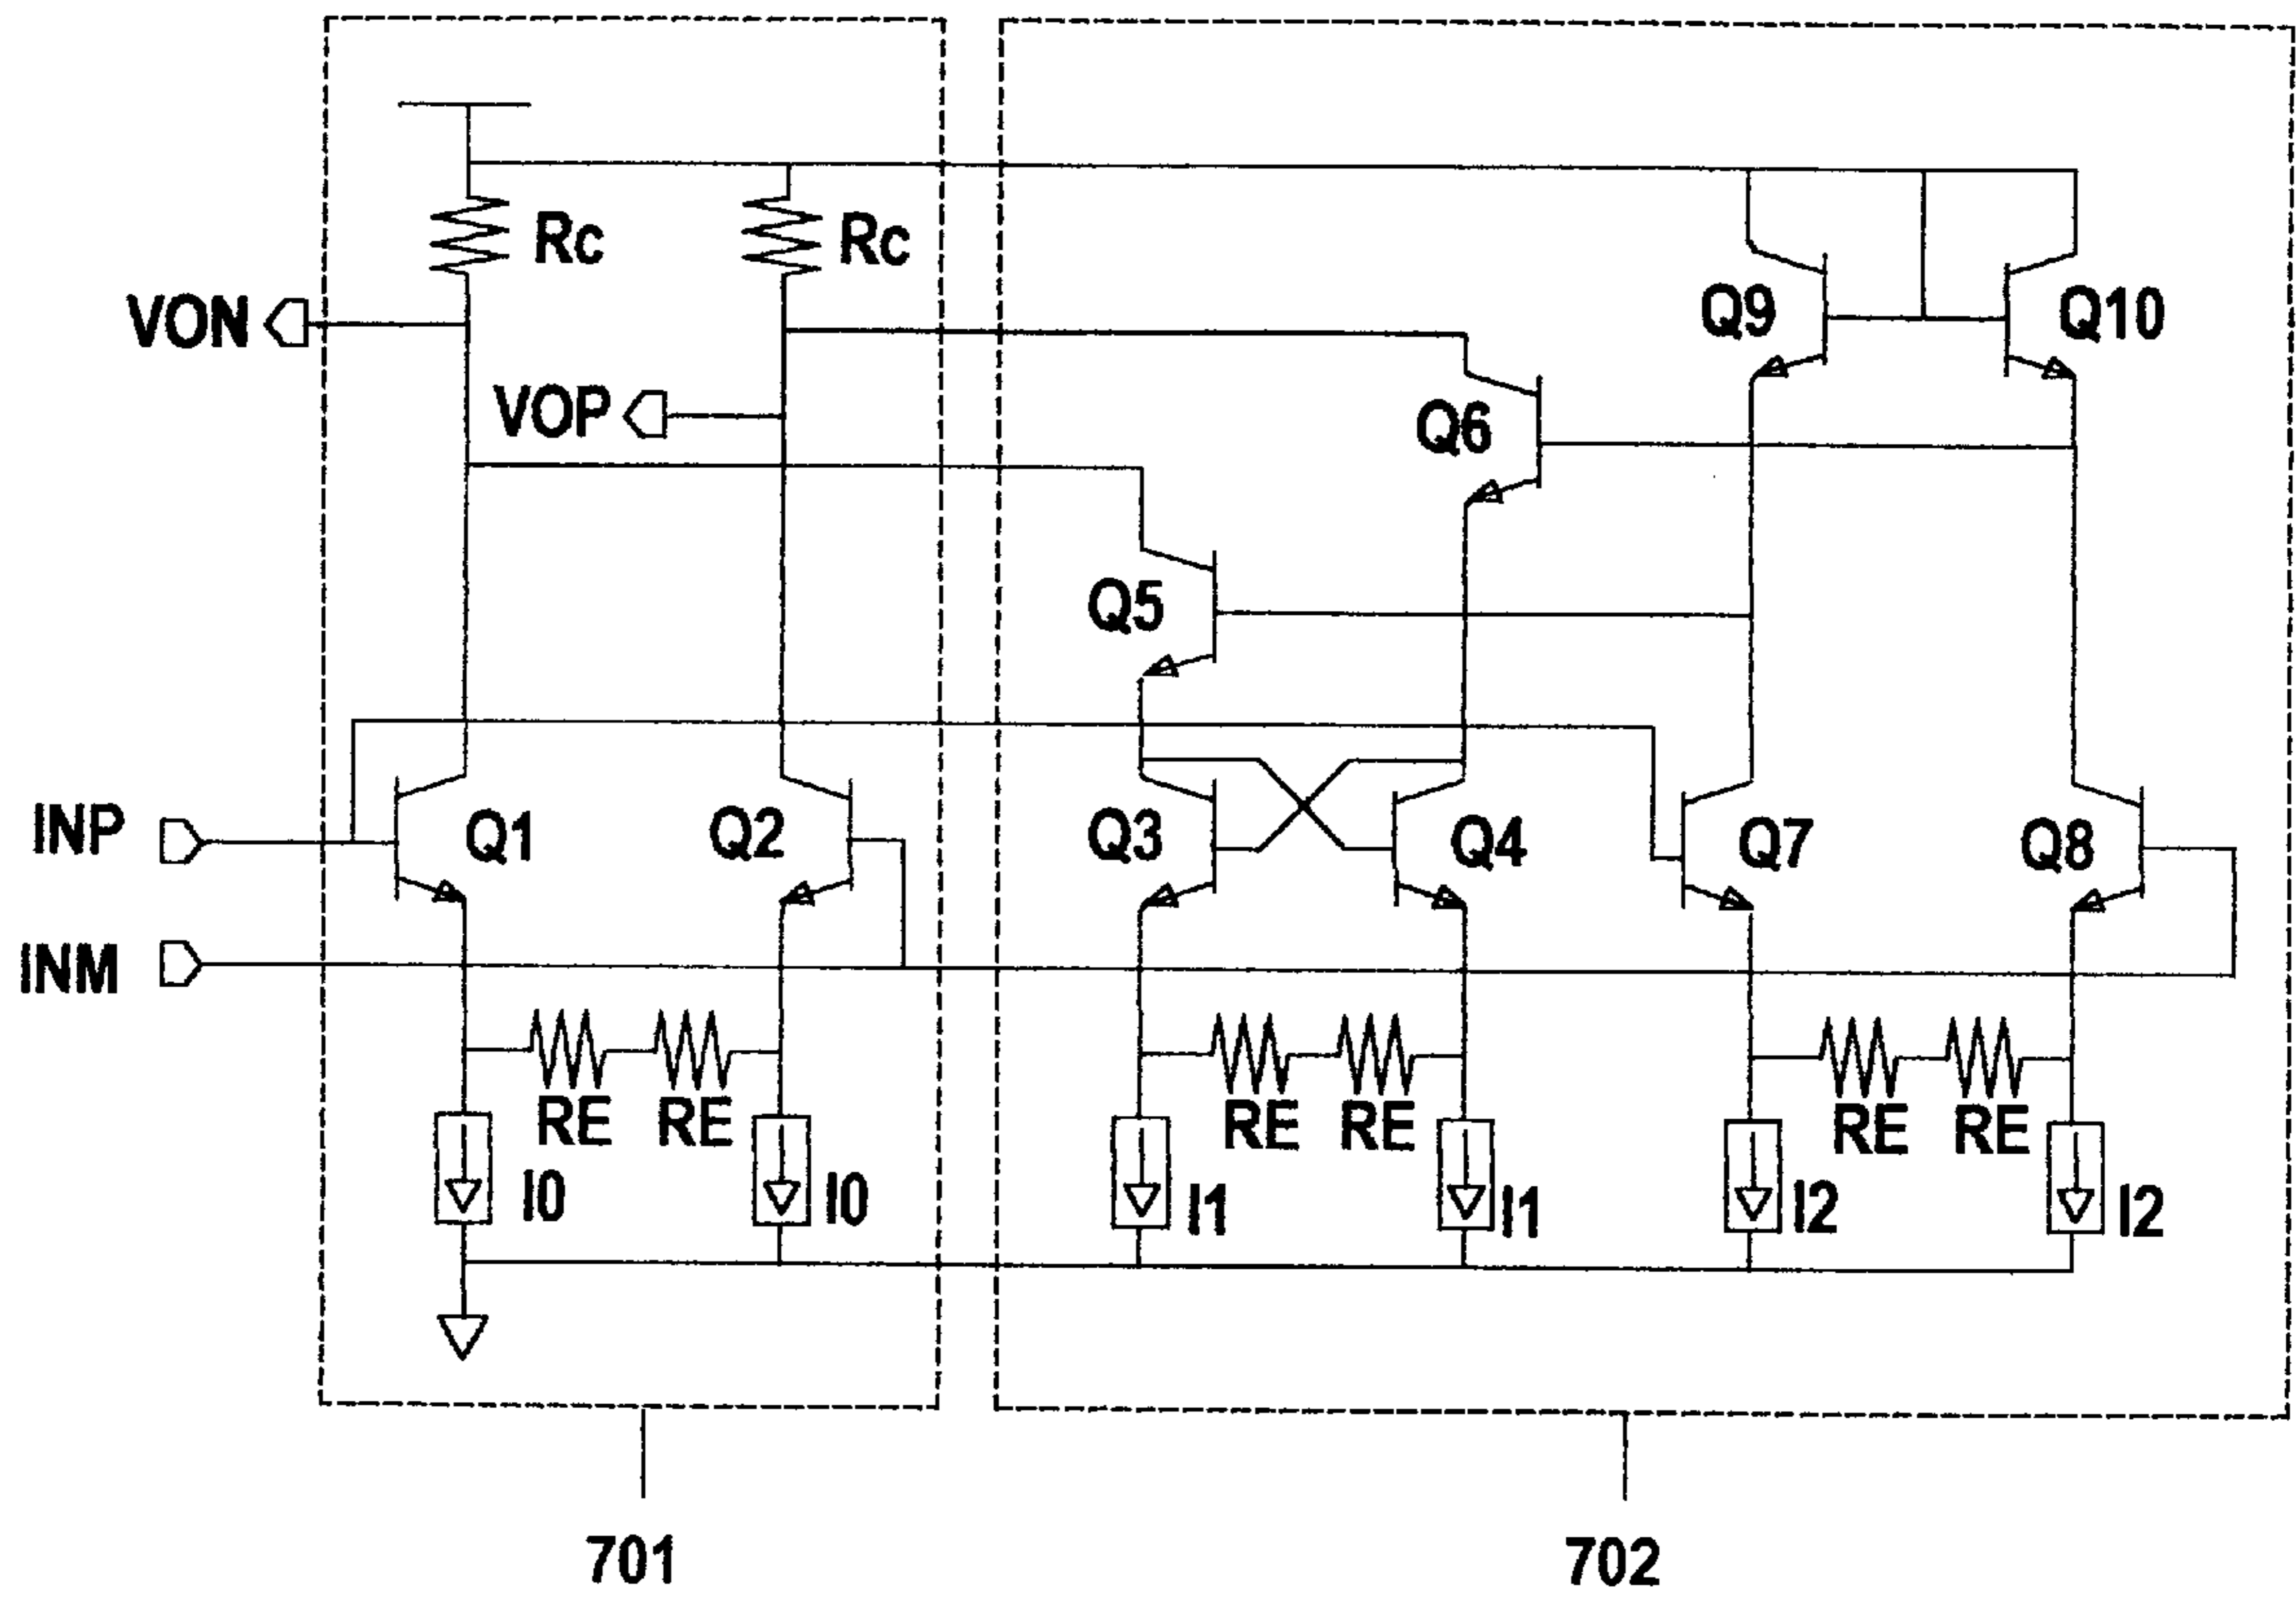 Rc Rc
VON
Q9 Q10
VOP
Q6
Q5
INP
Q1 Q2 Q3 Q4 Q7 Q8
INM
RE RE RE RE RE RE
I0 I0 I1 I1 I2 I2
701 702